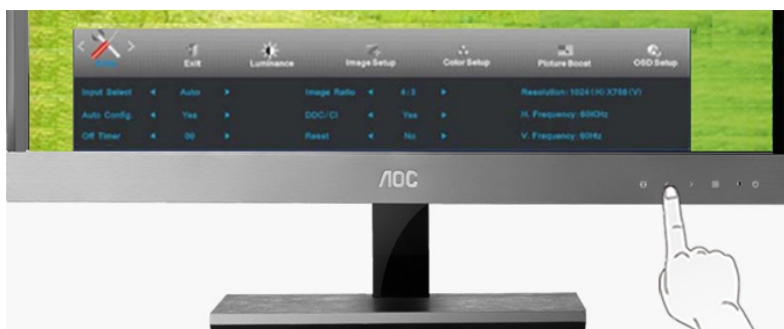 Extra Exit Luminance Image Setup Color Setup Picture Boost OSD Setup
Input Select Auto Image Ratio 4:3 Resolution: 1024 (H) X768 (V)
Auto Config. Yes DDC/CI Yes H. Frequency: 60KHz
Off Timer 00 Reset No V. Frequency: 60Hz
AOC